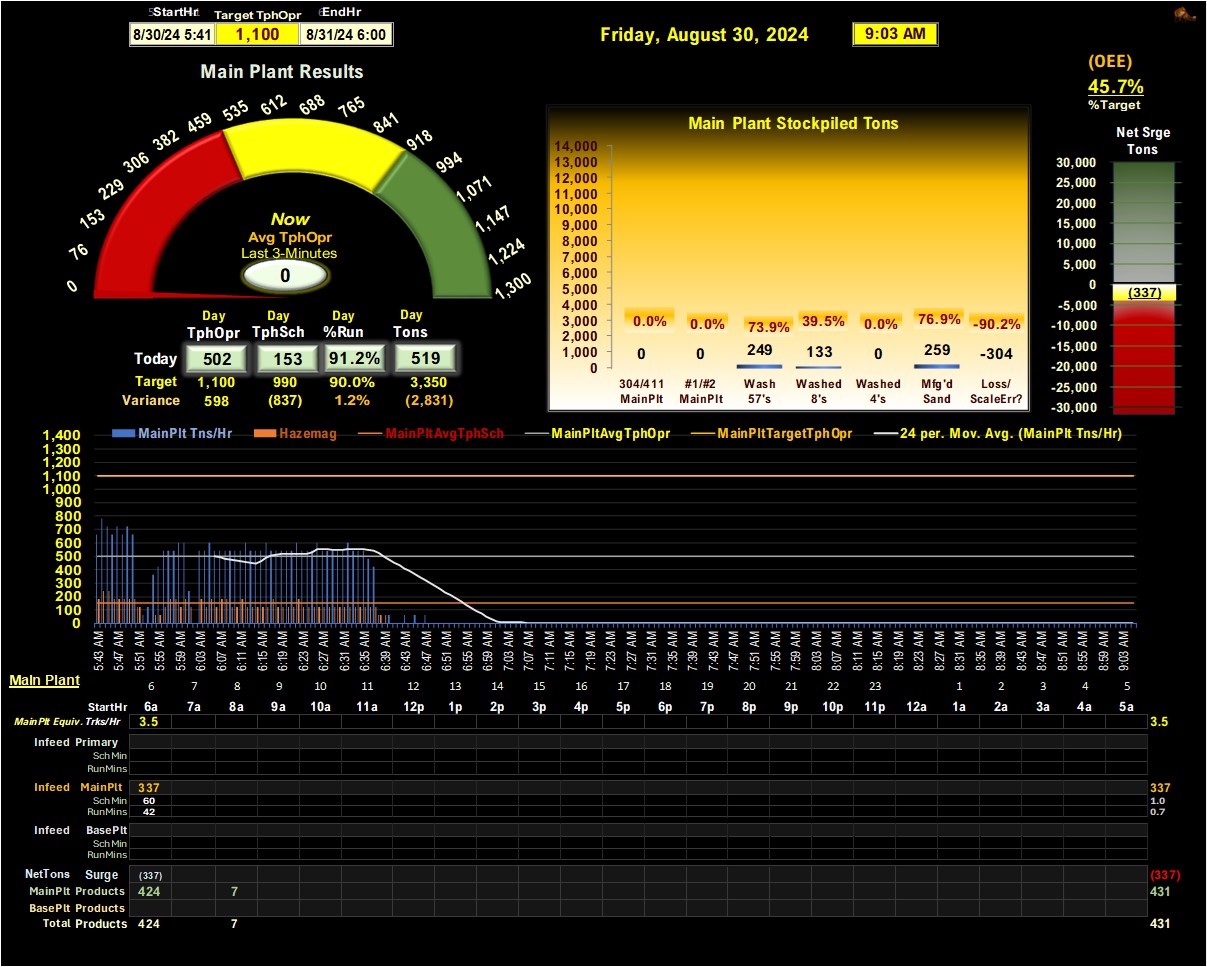 StartHr Target TphOpr EndHr
8/30/24 5:41 1,100 8/31/24 6:00
Friday, August 30, 2024 9:03 AM
(OEE)
45.7%
%Target
Main Plant Results
0 76 153 229 306 382 459 535 612 688 765 841 918 994 1,071 1,147 1,224 1,300
Now
Avg TphOpr
Last 3-Minutes
0
Day Day Day Day
TphOpr TphSch %Run Tons
Today 502 153 91.2% 519
Target 1,100 990 90.0% 3,350
Variance 598 (837) 1.2% (2,831)
Main Plant Stockpiled Tons
14,000
13,000
12,000
11,000
10,000
9,000
8,000
7,000
6,000
5,000
4,000
3,000
2,000
1,000
0
0.0% 0.0% 73.9% 39.5% 0.0% 76.9% -90.2%
0 0 249 133 0 259 -304
304/411 #1/#2 Wash Washed Washed Mfg'd Loss/
MainPlt MainPlt 57's 8's 4's Sand ScaleErr?
Net Srge
Tons
30,000
25,000
20,000
15,000
10,000
5,000
0
(337)
-5,000
-10,000
-15,000
-20,000
-25,000
-30,000
MainPlt Tns/Hr Hazemag MainPltAvgTphSch MainPltAvgTphOpr MainPltTargetTphOpr 24 per. Mov. Avg. (MainPlt Tns/Hr)
1,400
1,300
1,200
1,100
1,000
900
800
700
600
500
400
300
200
100
0
5:43 AM 5:47 AM 5:51 AM 5:55 AM 5:59 AM 6:03 AM 6:07 AM 6:11 AM 6:15 AM 6:19 AM 6:23 AM 6:27 AM 6:31 AM 6:35 AM 6:39 AM 6:43 AM 6:47 AM 6:51 AM 6:55 AM 6:59 AM 7:03 AM 7:07 AM 7:11 AM 7:15 AM 7:19 AM 7:23 AM 7:27 AM 7:31 AM 7:35 AM 7:39 AM 7:43 AM 7:47 AM 7:51 AM 7:55 AM 7:59 AM 8:03 AM 8:07 AM 8:11 AM 8:15 AM 8:19 AM 8:23 AM 8:27 AM 8:31 AM 8:35 AM 8:39 AM 8:43 AM 8:47 AM 8:51 AM 8:55 AM 8:59 AM 9:03 AM
Main Plant
6 7 8 9 10 11 12 13 14 15 16 17 18 19 20 21 22 23 1 2 3 4 5
StartHr 6a 7a 8a 9a 10a 11a 12p 1p 2p 3p 4p 5p 6p 7p 8p 9p 10p 11p 12a 1a 2a 3a 4a 5a
MainPlt Equiv. Trks/Hr 3.5 3.5
Infeed Primary
Sch Min
RunMins
Infeed MainPlt 337 337
Sch Min 60 1.0
RunMins 42 0.7
Infeed BasePlt
Sch Min
RunMins
NetTons Surge (337) (337)
MainPlt Products 424 7 431
BasePlt Products
Total Products 424 7 431